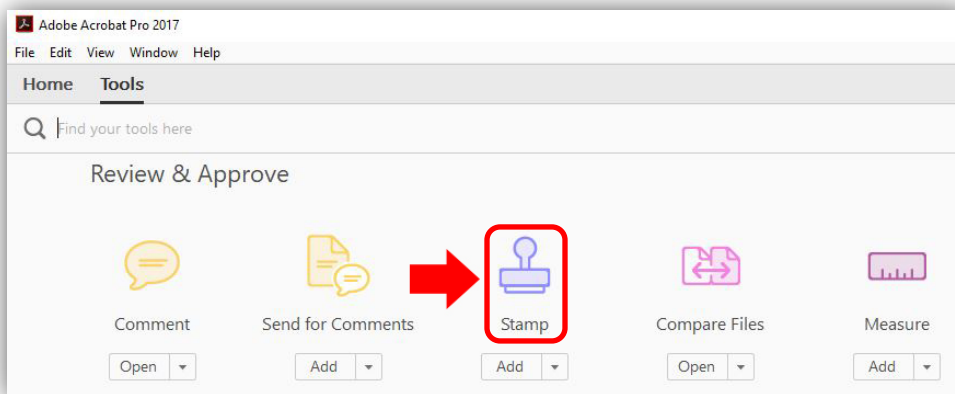 Adobe Acrobat Pro 2017
File Edit View Window Help
Home Tools
Find your tools here
Review & Approve
Comment Send for Comments Stamp Compare Files Measure
Open Add Add Open Add